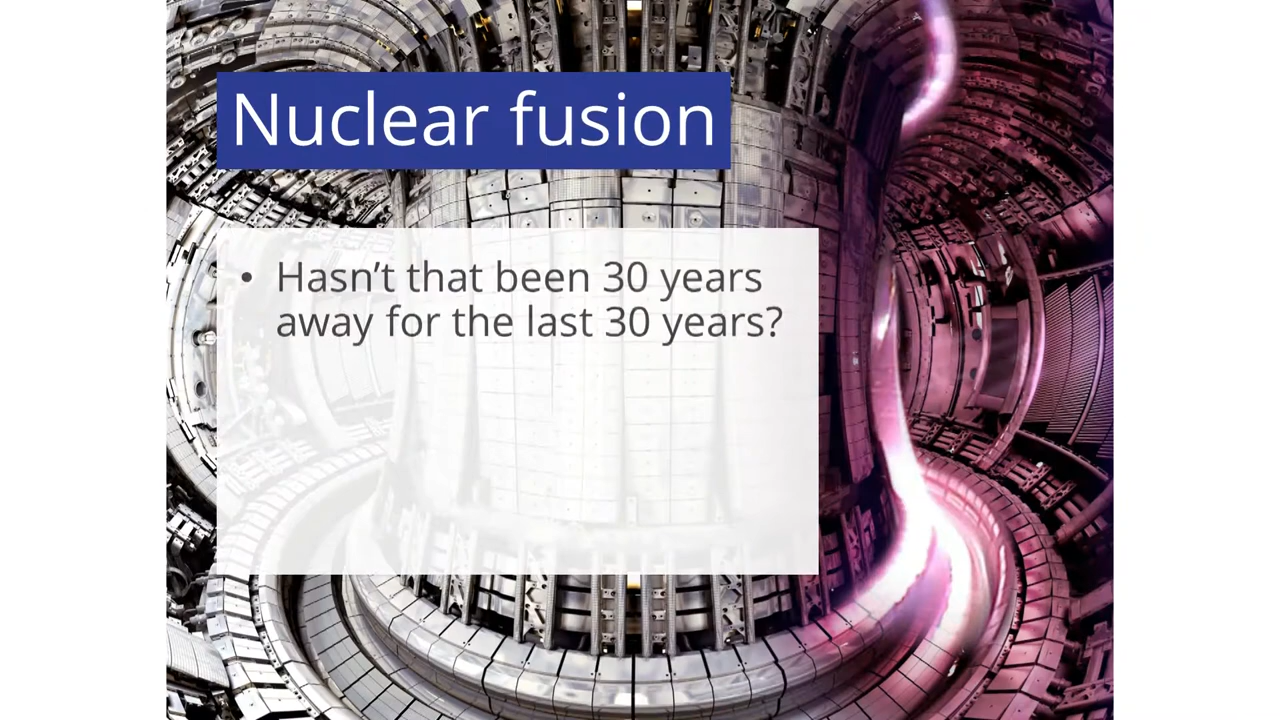 Nuclear fusion
• Hasn’t that been 30 years
away for the last 30 years?